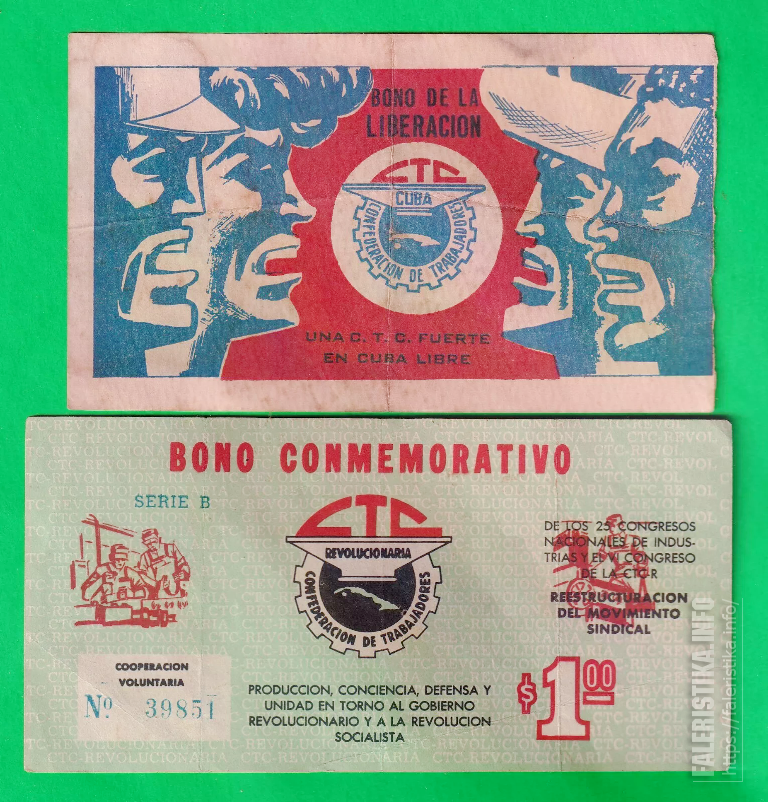 BONO DE LA
LIBERACION
CTC
CUBA
CONFEDERACION DE TRABAJADORES
UNA C. T. C. FUERTE
EN CUBA LIBRE
BONO CONMEMORATIVO
SERIE B
CTC
REVOLUCIONARIA
CONFEDERACION DE TRABAJADORES
DE LOS 25 CONGRESOS
NACIONALES DE INDUS-
TRIAS Y EL VI CONGRESO
DE LA CTC-R
REESTRUCTURACION
DEL MOVIMIENTO
SINDICAL
COOPERACION
VOLUNTARIA
Nº 39851
PRODUCCION, CONCIENCIA, DEFENSA Y
UNIDAD EN TORNO AL GOBIERNO
REVOLUCIONARIO Y A LA REVOLUCION
SOCIALISTA
$1.00
FALERISTIKA.INFO
https://faleristika.info/